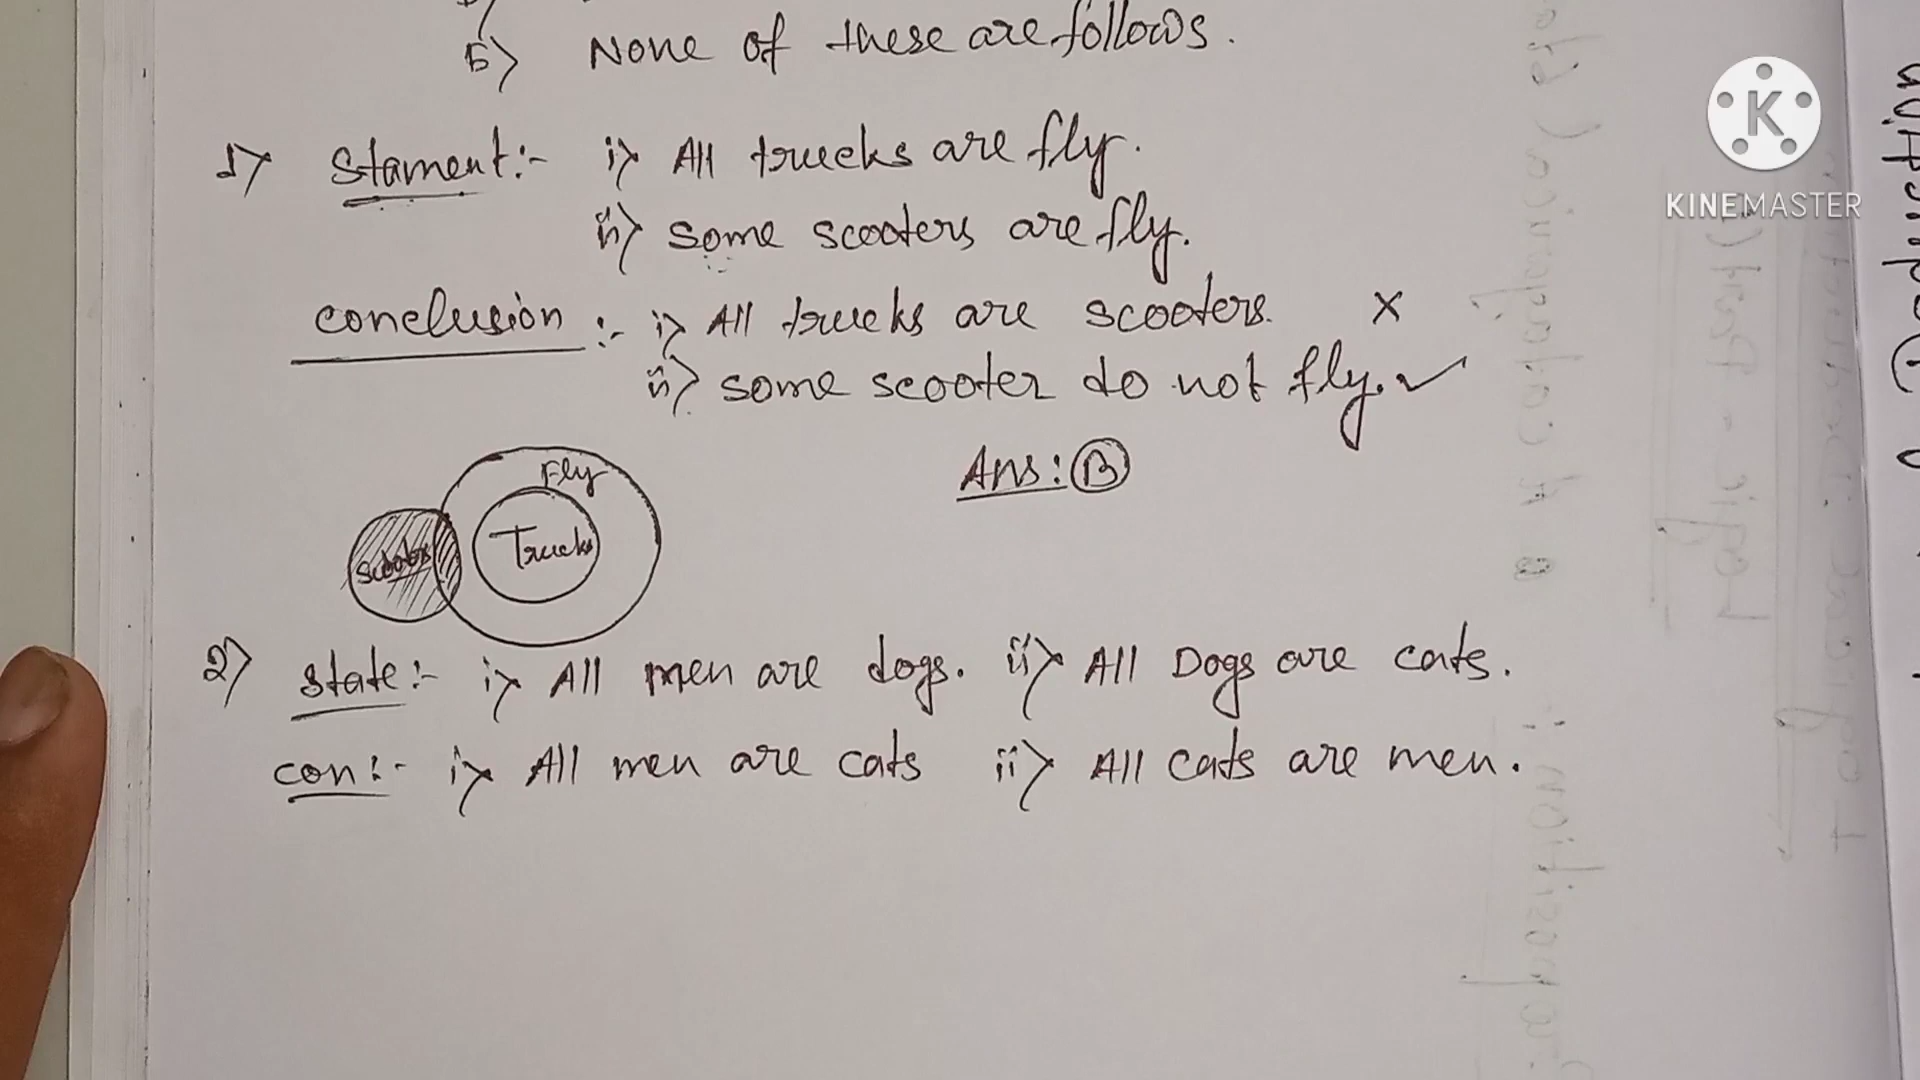 5) None of these are follows.
1) Stament:- i) All trucks are fly.
ii) some scooters are fly.
conclusion :- i) All trucks are scooters. ×
ii) some scooter do not fly. ✓
Ans: B
Fly
Trucks
scooters
2) state:- i) All men are dogs. ii) All Dogs are cats.
con:- i) All men are cats ii) All cats are men.
KINEMASTER